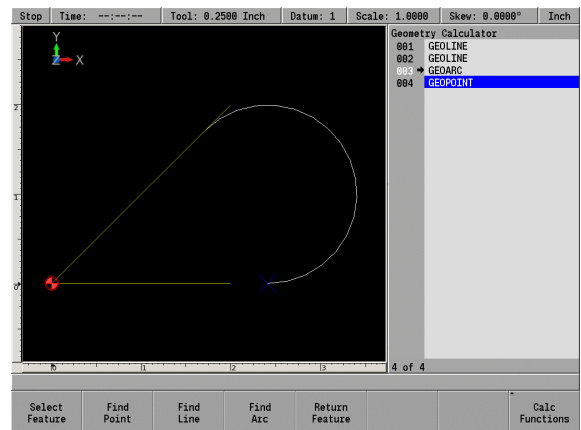 Stop Time: --:--:-- Tool: 0.2500 Inch Datum: 1 Scale: 1.0000 Skew: 0.0000° Inch
Geometry Calculator
001 GEOLINE
002 GEOLINE
003 GEOARC
004 GEOPOINT
Y
Z X
2
1
0
0 1 2 3
4 of 4
Select Feature Find Point Find Line Find Arc Return Feature Calc Functions